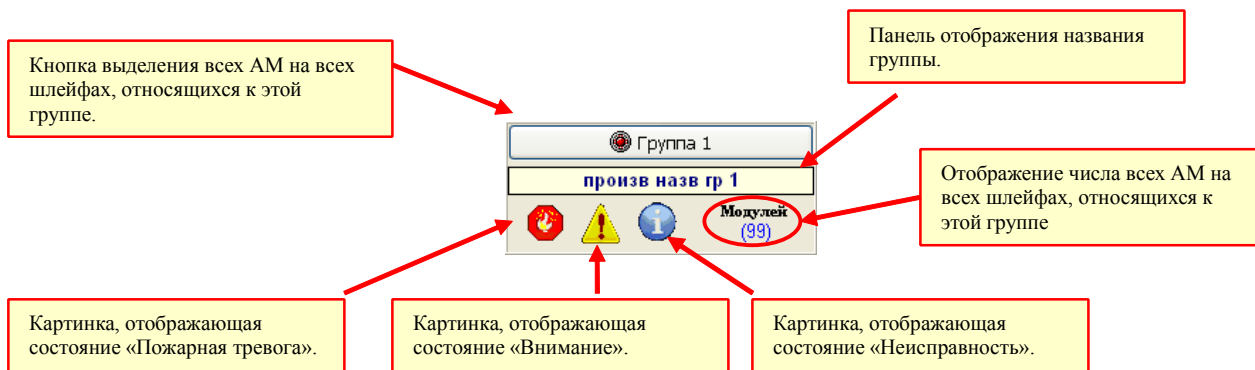 Панель отображения названия
группы.
Кнопка выделения всех АМ на всех
шлейфах, относящихся к этой
группе.
Группа 1
произв назв гр 1
Модулей
(99)
Отображение числа всех АМ на
всех шлейфах, относящихся к
этой группе
Картинка, отображающая
состояние «Пожарная тревога».
Картинка, отображающая
состояние «Внимание».
Картинка, отображающая
состояние «Неисправность».